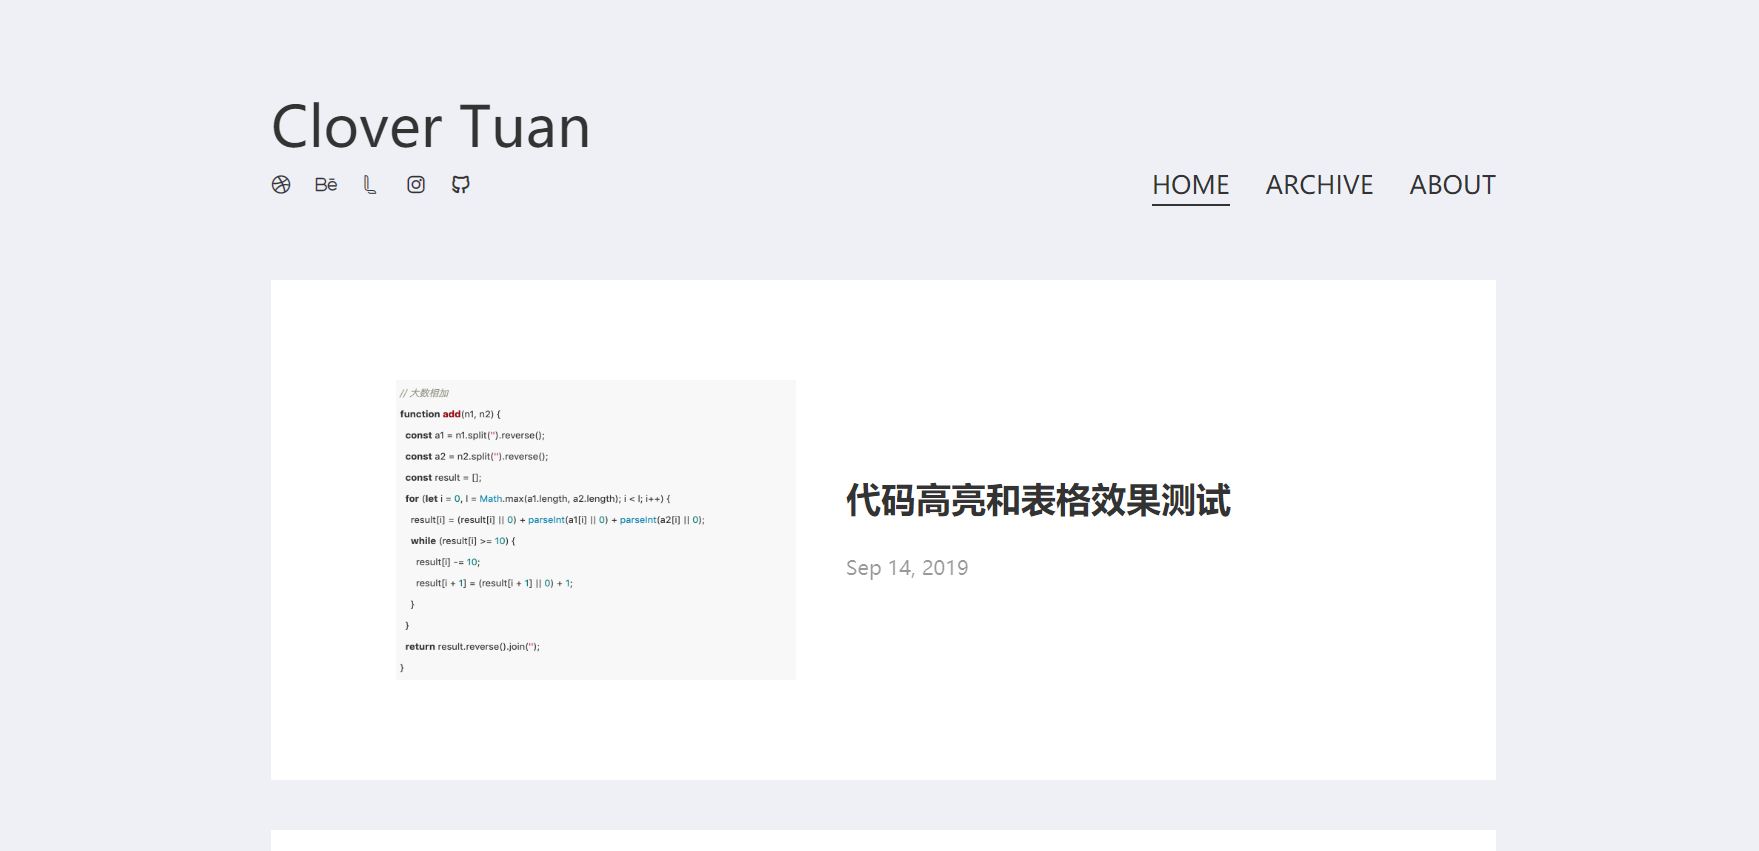 Clover Tuan
HOME ARCHIVE ABOUT
// 大数相加
function add(n1, n2) {
const a1 = n1.split('').reverse();
const a2 = n2.split('').reverse();
const result = [];
for (let i = 0, l = Math.max(a1.length, a2.length); i < l; i++) {
result[i] = (result[i] || 0) + parseInt(a1[i] || 0) + parseInt(a2[i] || 0);
while (result[i] >= 10) {
result[i] -= 10;
result[i + 1] = (result[i + 1] || 0) + 1;
}
}
return result.reverse().join('');
}
代码高亮和表格效果测试
Sep 14, 2019